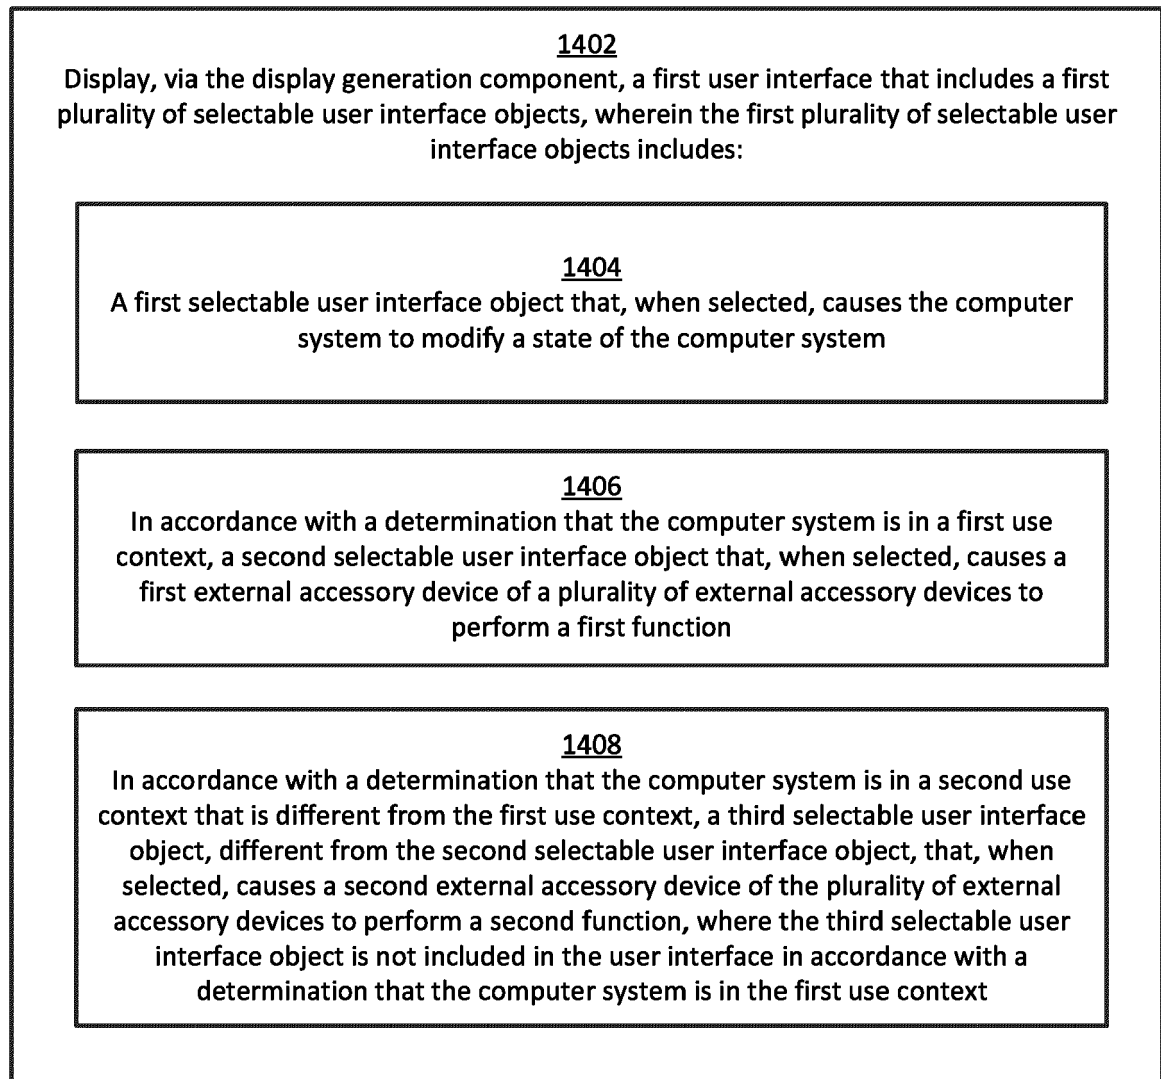 1402
Display, via the display generation component, a first user interface that includes a first
plurality of selectable user interface objects, wherein the first plurality of selectable user
interface objects includes:
1404
A first selectable user interface object that, when selected, causes the computer
system to modify a state of the computer system
1406
In accordance with a determination that the computer system is in a first use
context, a second selectable user interface object that, when selected, causes a
first external accessory device of a plurality of external accessory devices to
perform a first function
1408
In accordance with a determination that the computer system is in a second use
context that is different from the first use context, a third selectable user interface
object, different from the second selectable user interface object, that, when
selected, causes a second external accessory device of the plurality of external
accessory devices to perform a second function, where the third selectable user
interface object is not included in the user interface in accordance with a
determination that the computer system is in the first use context